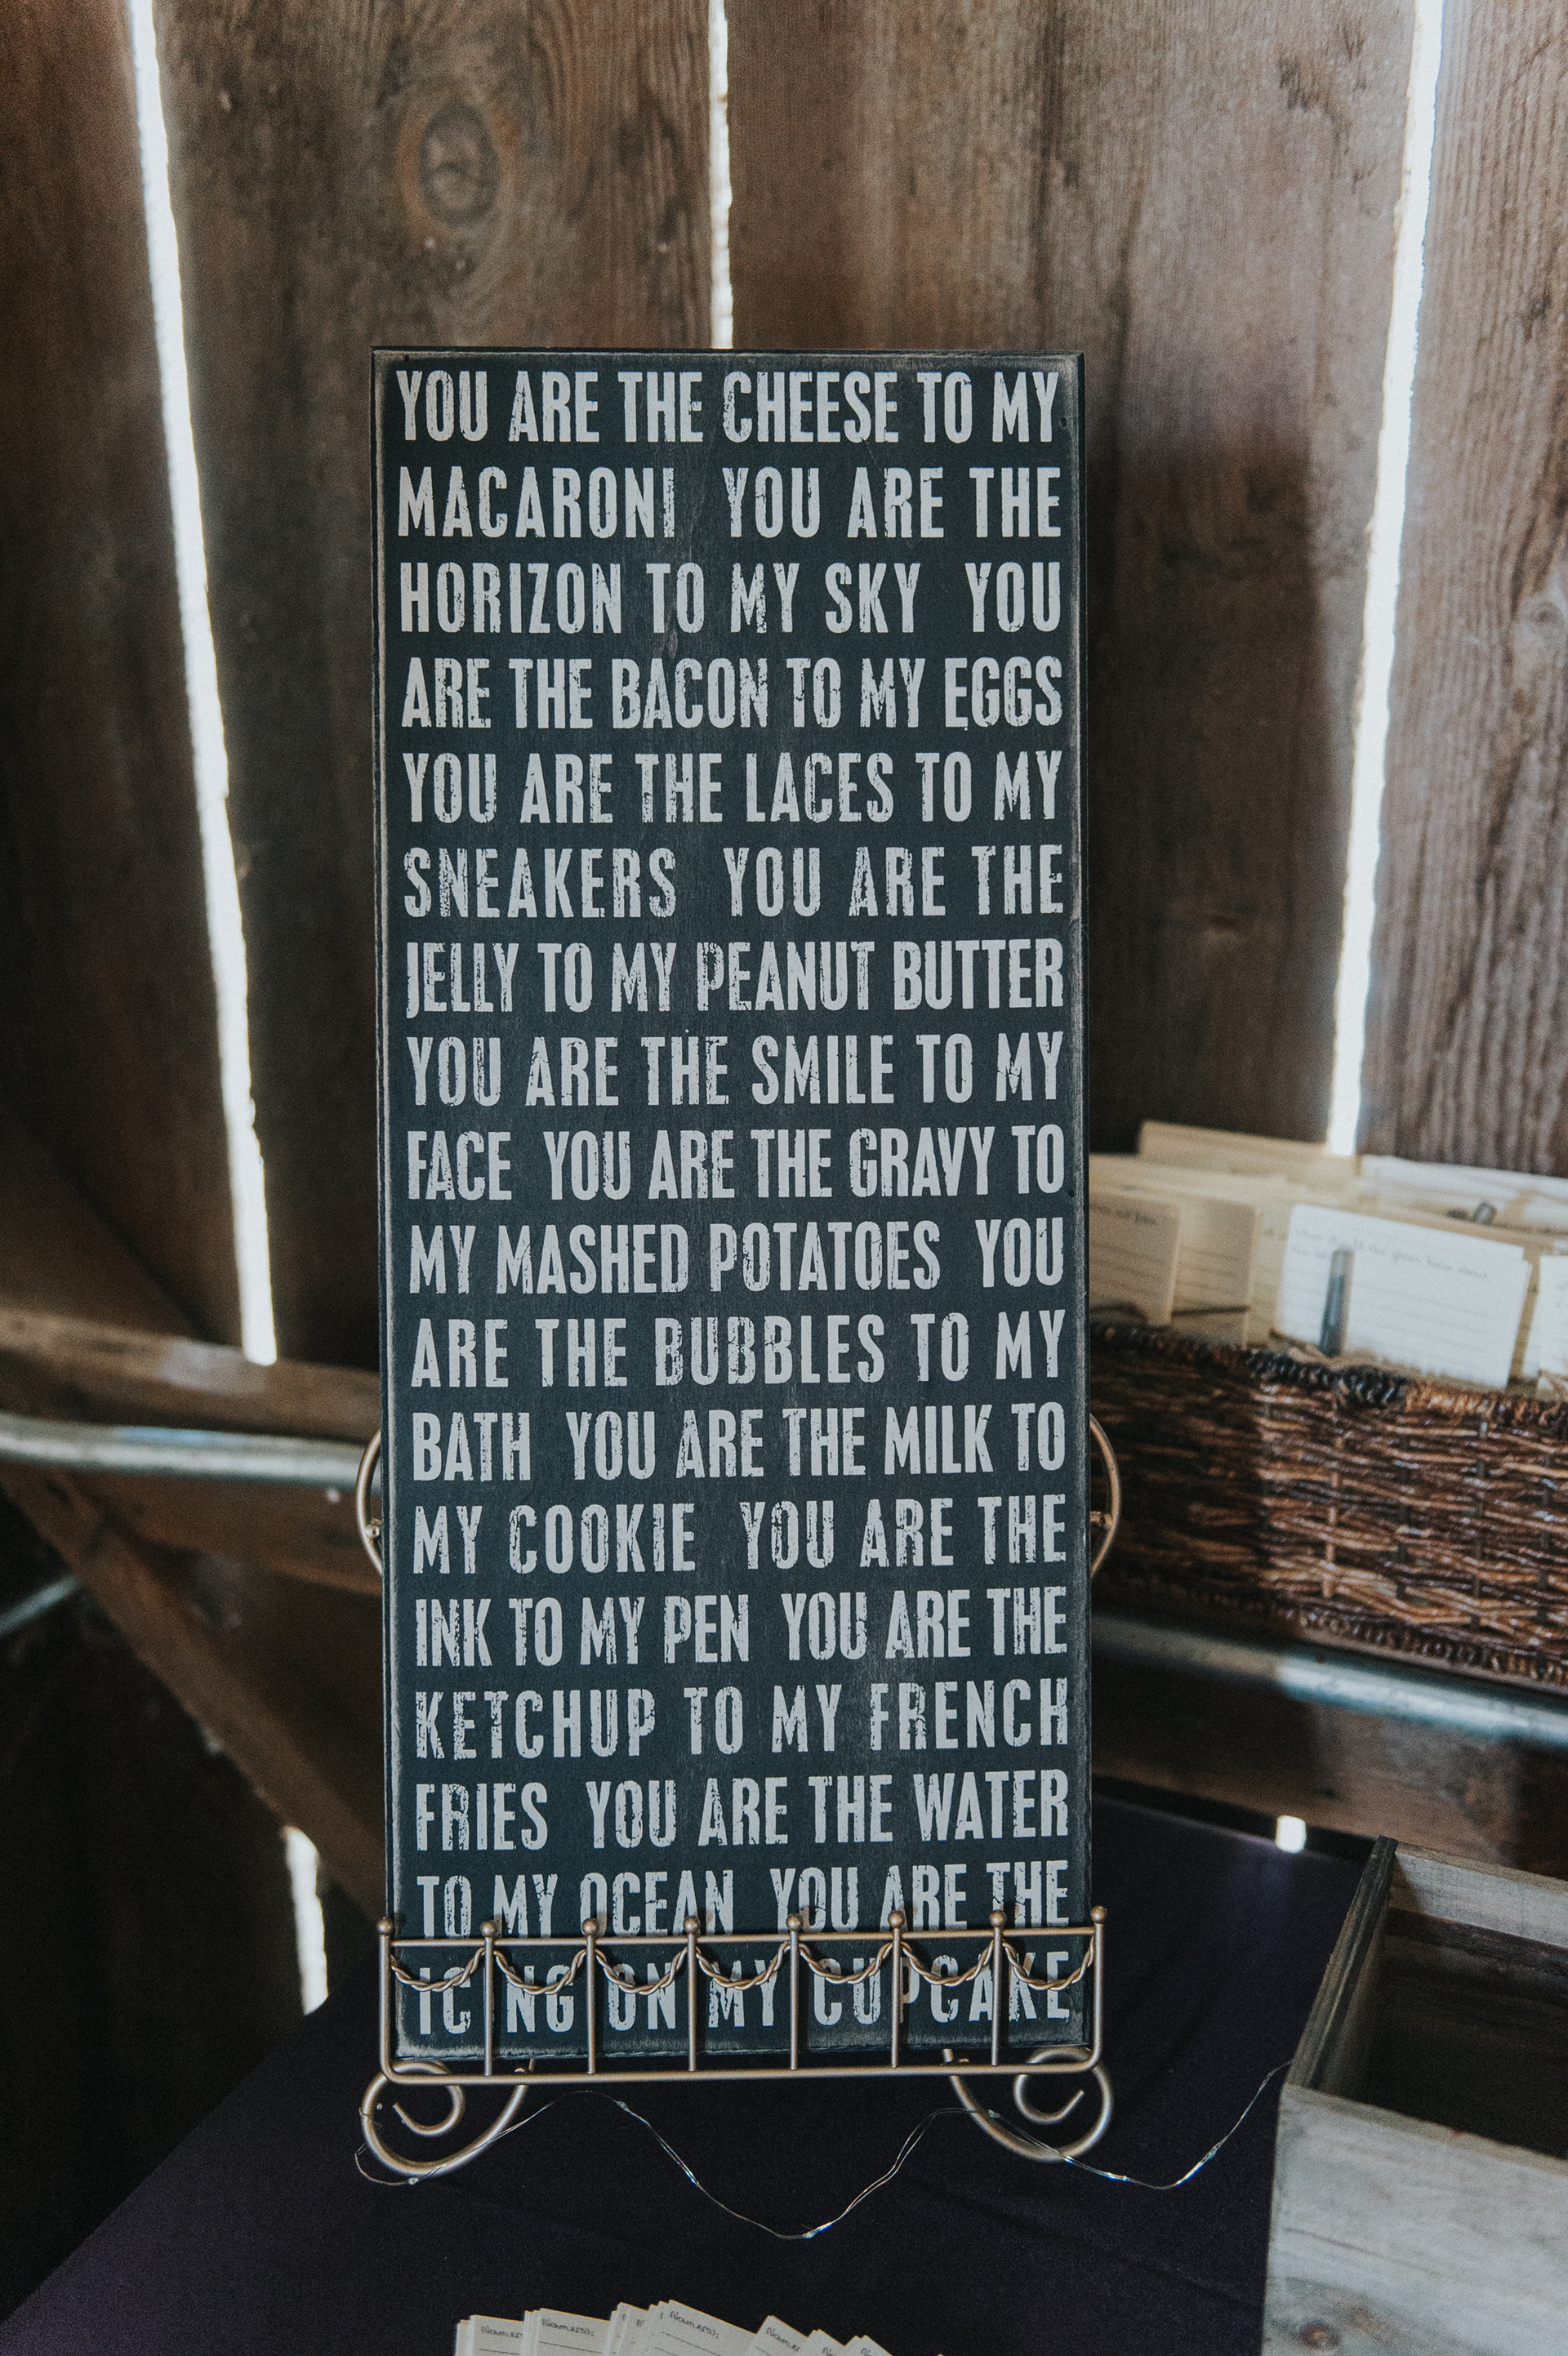 YOU ARE THE CHEESE TO MY
MACARONI YOU ARE THE
HORIZON TO MY SKY YOU
ARE THE BACON TO MY EGGS
YOU ARE THE LACES TO MY
SNEAKERS YOU ARE THE
JELLY TO MY PEANUT BUTTER
YOU ARE THE SMILE TO MY
FACE YOU ARE THE GRAVY TO
MY MASHED POTATOES YOU
ARE THE BUBBLES TO MY
BATH YOU ARE THE MILK TO
MY COOKIE YOU ARE THE
INK TO MY PEN YOU ARE THE
KETCHUP TO MY FRENCH
FRIES YOU ARE THE WATER
TO MY OCEAN YOU ARE THE
ICING ON MY CUPCAKE
Name(s):
Name(s):
Name(s):